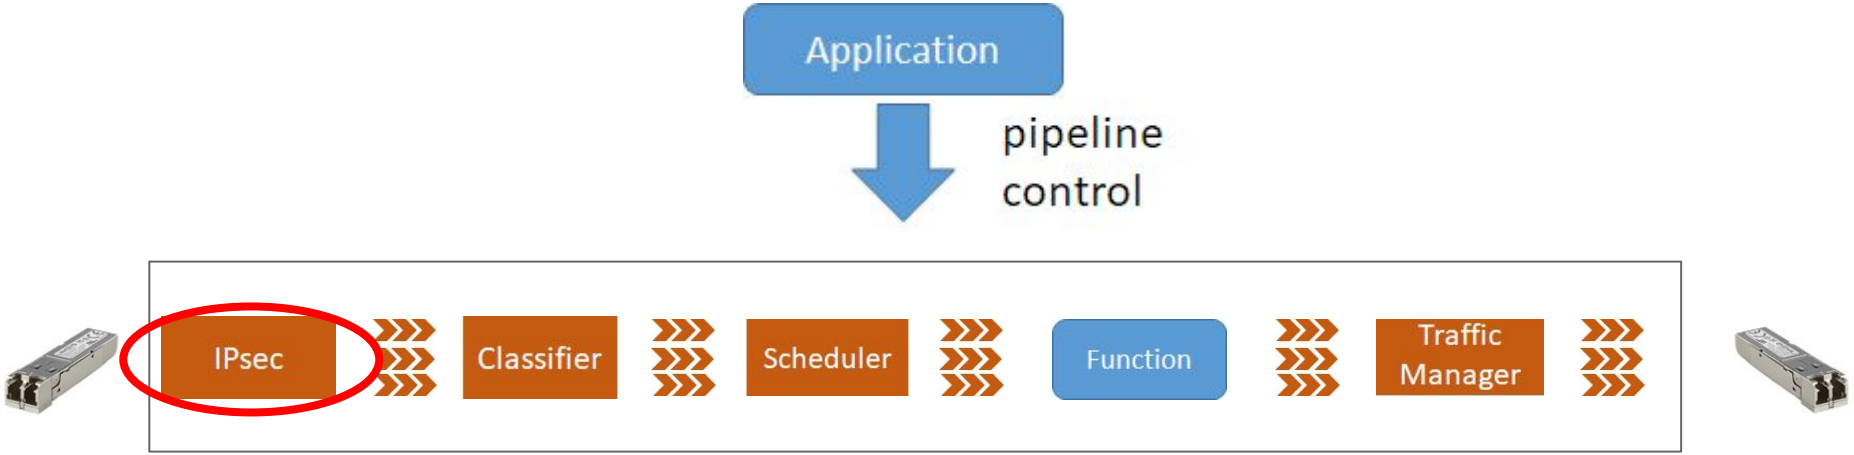 Application
pipeline
control
IPsec
Classifier
Scheduler
Function
Traffic
Manager